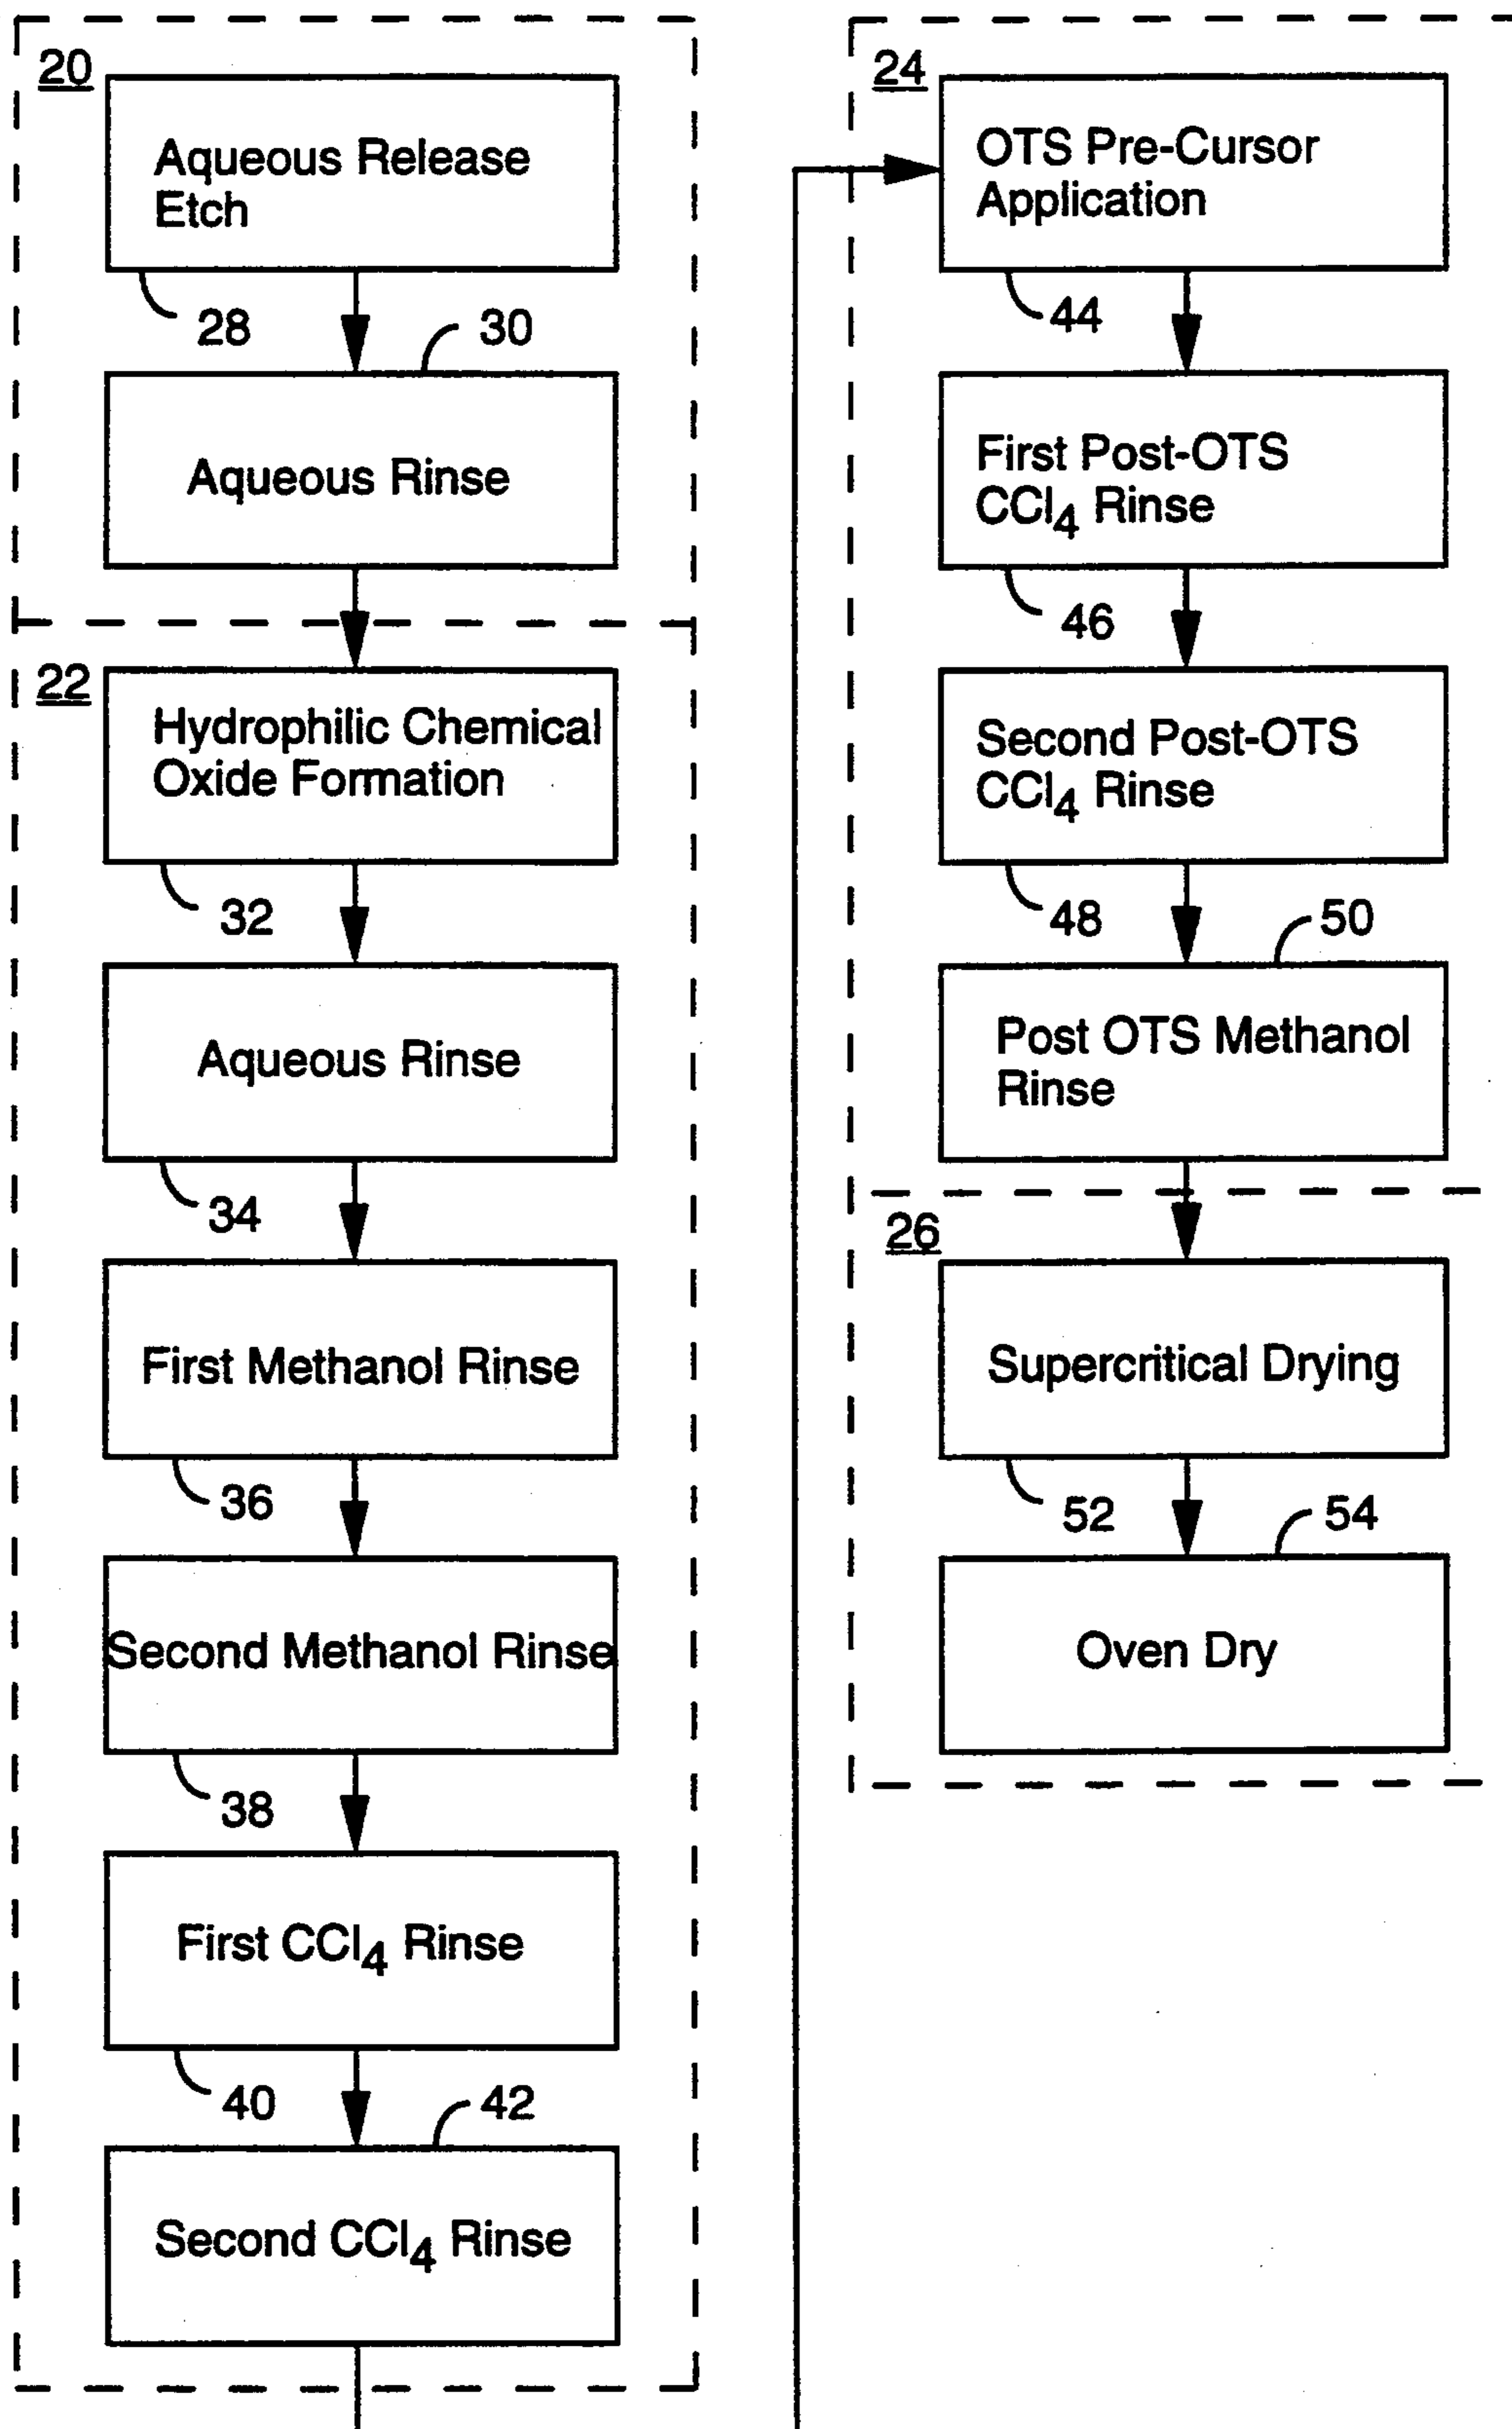 20
Aqueous Release
Etch
28
30
Aqueous Rinse
22
Hydrophilic Chemical
Oxide Formation
32
Aqueous Rinse
34
First Methanol Rinse
36
Second Methanol Rinse
38
First CCl4 Rinse
40
42
Second CCl4 Rinse
24
OTS Pre-Cursor
Application
44
First Post-OTS
CCl4 Rinse
46
Second Post-OTS
CCl4 Rinse
48
50
Post OTS Methanol
Rinse
26
Supercritical Drying
52
54
Oven Dry